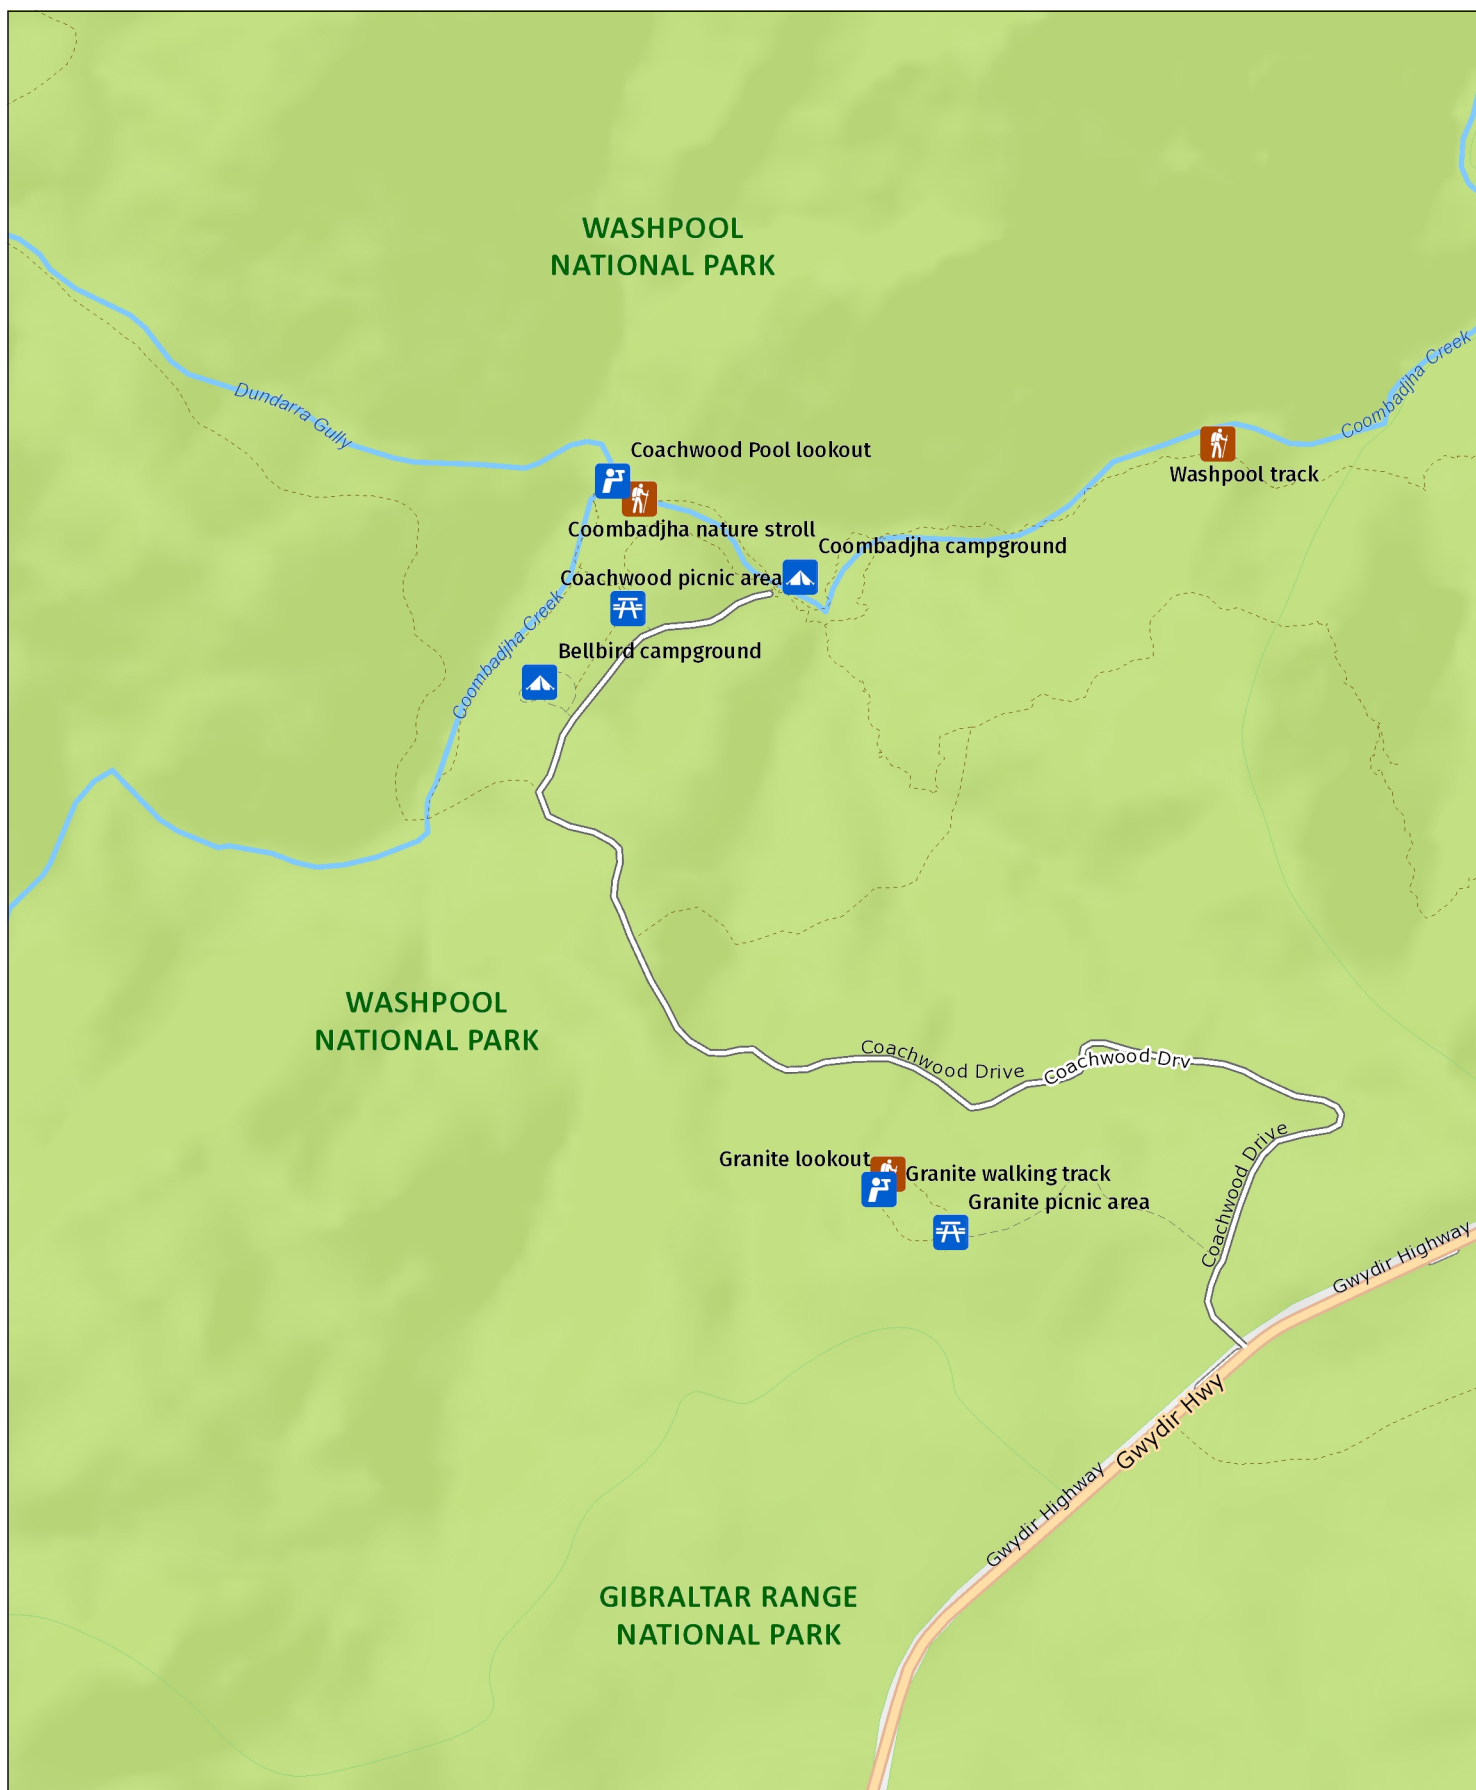 WASHPOOL
NATIONAL PARK
Dundarra Gully
Coombadjha Creek
Coachwood Pool lookout
Washpool track
Coombadjha nature stroll
Coombadjha campground
Coachwood picnic area
Coombadjha Creek
Bellbird campground
WASHPOOL
NATIONAL PARK
Coachwood Drive
Coachwood Drv
Coachwood Drive
Granite lookout
Granite walking track
Granite picnic area
Gwydir Highway
Gwydir Hwy
Gwydir Highway
GIBRALTAR RANGE
NATIONAL PARK